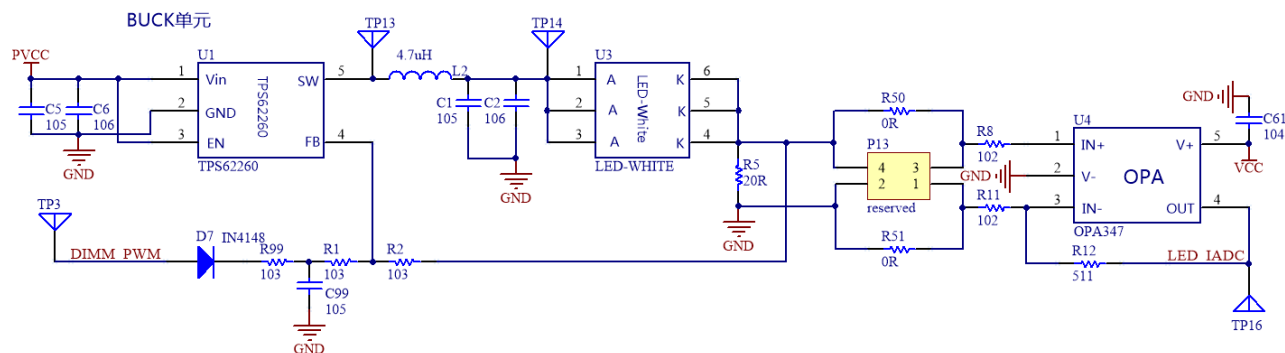 BUCK单元
TP13
TP14
PVCC
U1
4.7uH
L2
U3
1
Vin
SW
5
1
A
K
6
C5
105
C6
106
2
GND
TPS62260
C1
105
C2
106
2
A
LED-White
K
5
3
EN
FB
4
3
A
K
4
GND
TPS62260
GND
LED-WHITE
R5
20R
GND
R50
0R
P13
4
3
2
1
reserved
R51
0R
R8
102
R11
102
GND
U4
GND
C61
104
1
IN+
V+
5
VCC
2
V-
OPA
3
IN-
OUT
4
OPA347
R12
511
LED_IADC
TP16
TP3
DIMM_PWM
D7
IN4148
R99
103
R1
103
R2
103
C99
105
GND